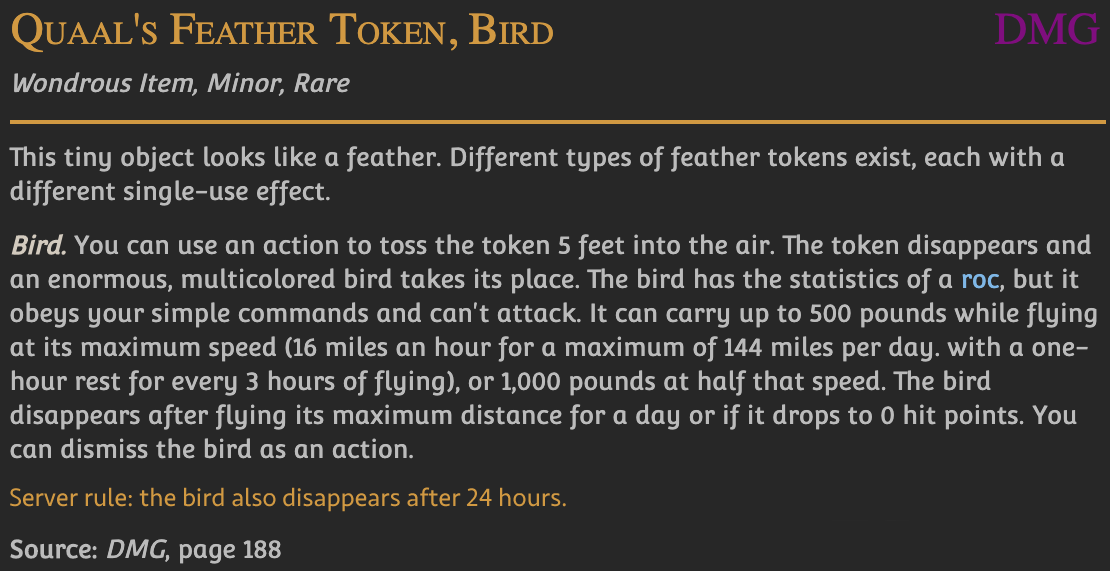 Quaal's Feather Token, Bird DMG
Wondrous Item, Minor, Rare
This tiny object looks like a feather. Different types of feather tokens exist, each with a
different single-use effect.
Bird. You can use an action to toss the token 5 feet into the air. The token disappears and
an enormous, multicolored bird takes its place. The bird has the statistics of a roc, but it
obeys your simple commands and can't attack. It can carry up to 500 pounds while flying
at its maximum speed (16 miles an hour for a maximum of 144 miles per day. with a one-
hour rest for every 3 hours of flying), or 1,000 pounds at half that speed. The bird
disappears after flying its maximum distance for a day or if it drops to 0 hit points. You
can dismiss the bird as an action.
Server rule: the bird also disappears after 24 hours.
Source: DMG, page 188